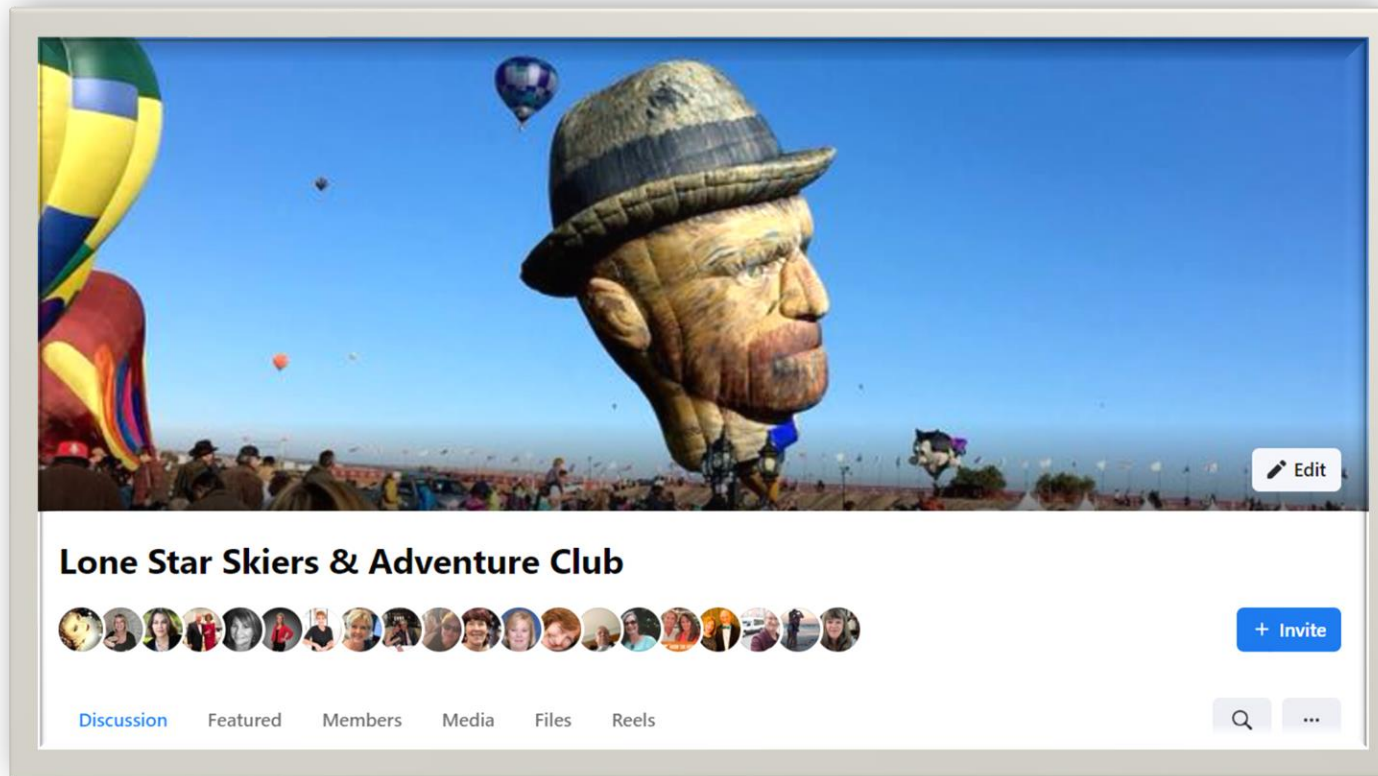 Edit
Lone Star Skiers & Adventure Club
+ Invite
Discussion Featured Members Media Files Reels
...